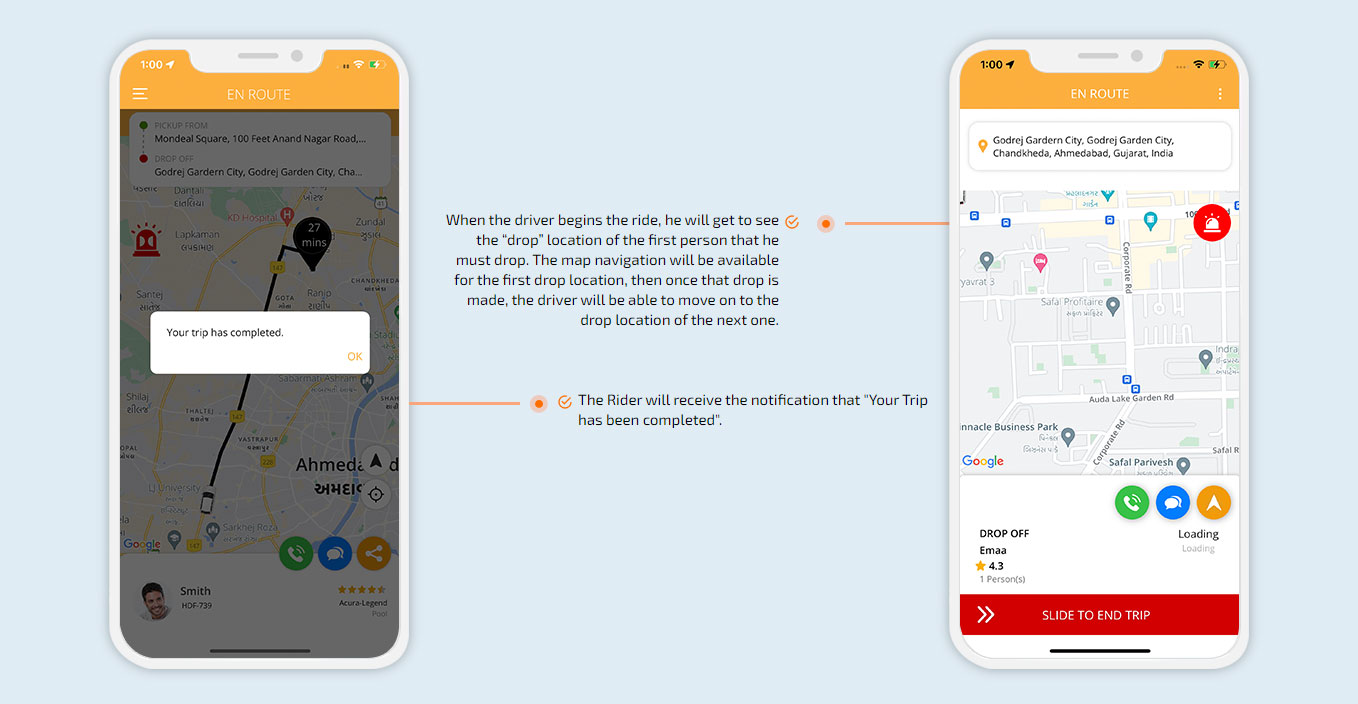 1:00
EN ROUTE
PICKUP FROM
Mondeal Square, 100 Feet Anand Nagar Road,...
DROP OFF
Godrej Gardern City, Godrej Garden City, Cha...
Dantali
KD Hospital
H
Zundal
41
27
mins
Lapkaman
147
CHANDKHEDA
GOTA
Ranip
Santej
Your trip has completed.
OK
Sabarmati Ashram
Shilaj
THALTEJ
147
VASTRAPUR
228
LJ University
Sarkhej Roza
147
Google
Smith
HDF-739
Acura-Legend
Pool
When the driver begins the ride, he will get to see
the “drop” location of the first person that he
must drop. The map navigation will be available
for the first drop location, then once that drop is
made, the driver will be able to move on to the
drop location of the next one.
The Rider will receive the notification that "Your Trip
has been completed".
1:00
EN ROUTE
Godrej Gardern City, Godrej Garden City,
Chandkheda, Ahmedabad, Gujarat, India
Corporate Rd
Safal Profitaire
Auda Lake Garden Rd
nnacle Business Park
Corporate Rd
Safal Parivesh
Google
DROP OFF
Loading
Emaa
Loading
4.3
1 Person(s)
SLIDE TO END TRIP